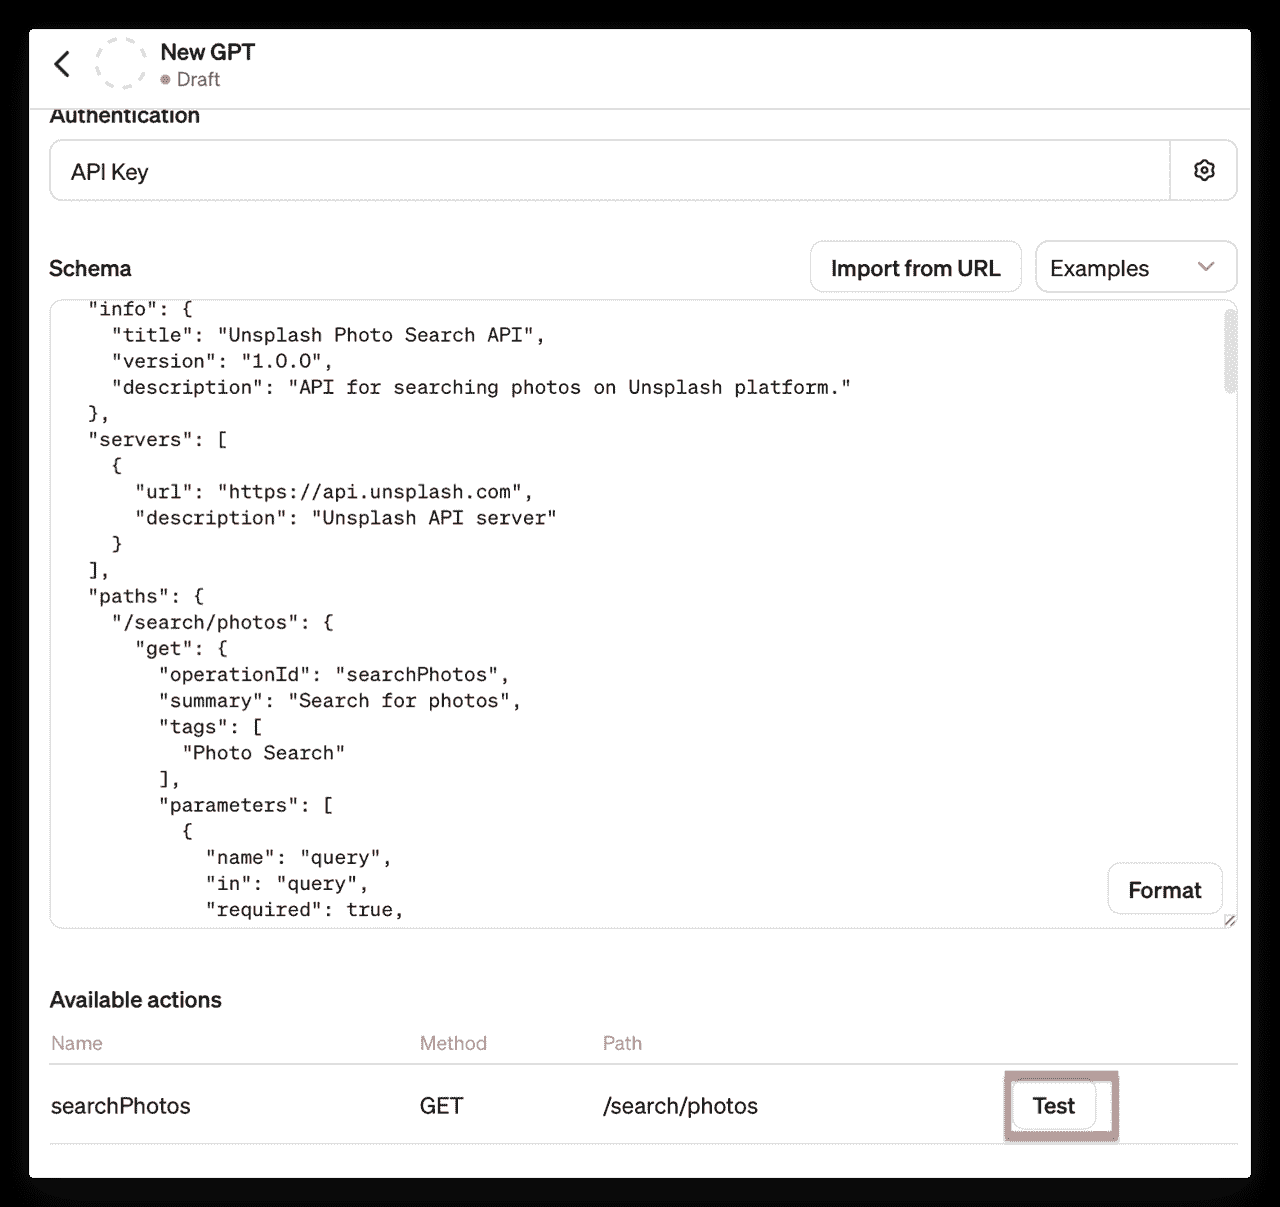 New GPT
Draft
Authentication
API Key
Schema
Import from URL
Examples
"info": {
"title": "Unsplash Photo Search API",
"version": "1.0.0",
"description": "API for searching photos on Unsplash platform."
},
"servers": [
{
"url": "https://api.unsplash.com",
"description": "Unsplash API server"
}
],
"paths": {
"/search/photos": {
"get": {
"operationId": "searchPhotos",
"summary": "Search for photos",
"tags": [
"Photo Search"
],
"parameters": [
{
"name": "query",
"in": "query",
"required": true,
Format
Available actions
Name Method Path
searchPhotos GET /search/photos Test